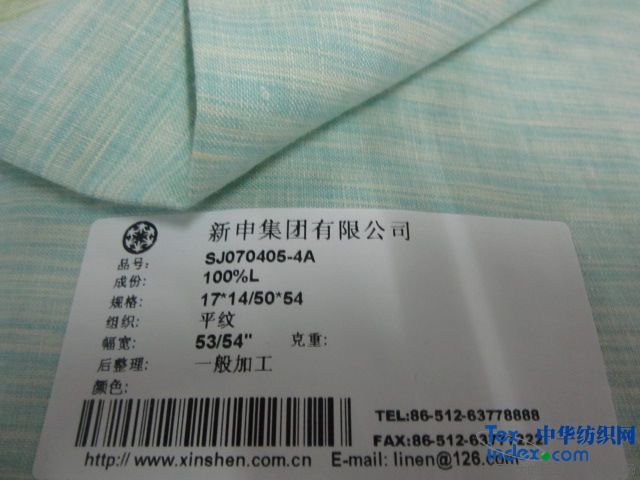 新申集团有限公司
品号: SJ070405-4A
成份: 100%L
规格: 17*14/50*54
组织: 平纹
幅宽: 53/54" 克重:
后整理: 一般加工
颜色:
TEL:86-512-63778888
FAX:86-512-63777222
http://www.xinshen.com.cn E-mail: linen@126.com
Tex index.com 中华纺织网